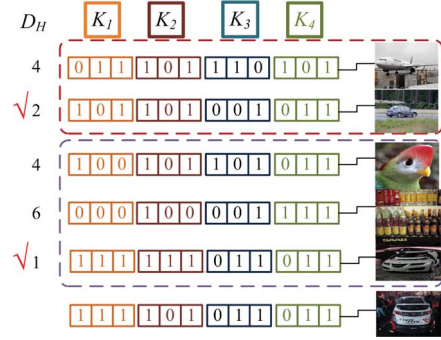 D_H K_1 K_2 K_3 K_4
4 0 1 1 1 0 1 1 1 0 1 0 1
√ 2 1 0 1 1 0 1 0 0 1 1 0 1
4 1 0 0 1 0 1 1 0 1 0 1 1
6 0 0 0 1 0 0 0 0 1 1 1 1
SAAB
√ 1 1 1 1 1 1 1 0 1 1 0 1 1
1 1 1 1 0 1 0 1 1 0 1 1